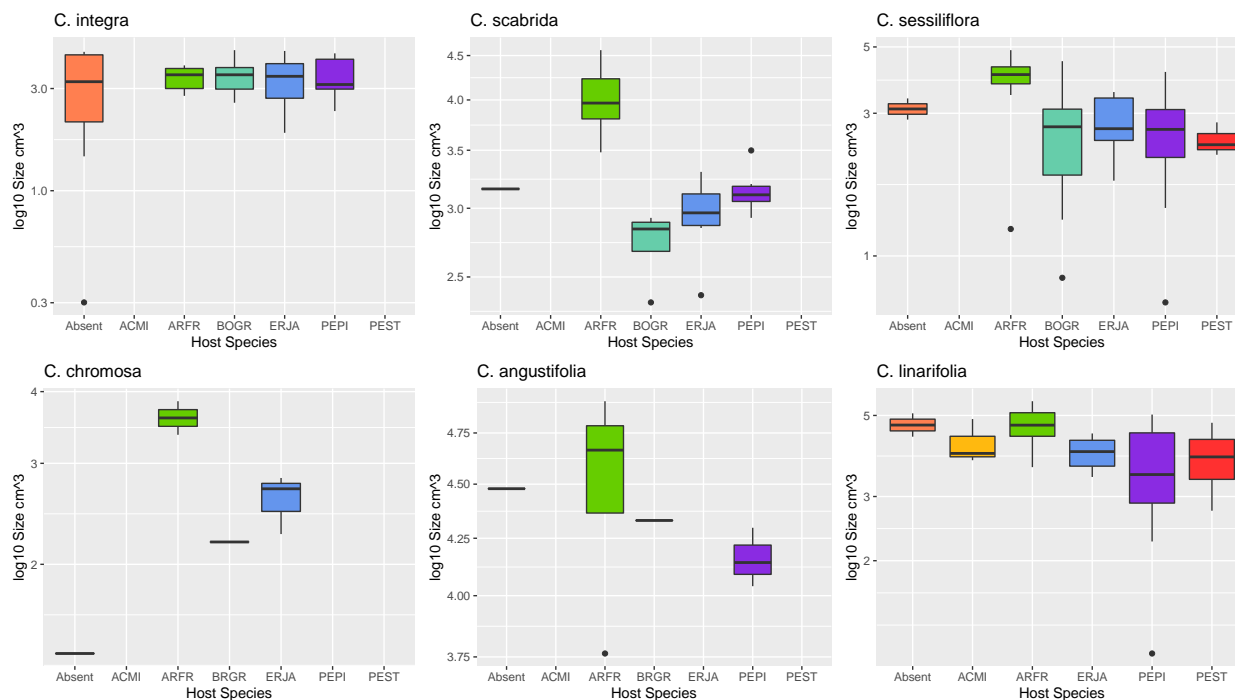 C. integra
log10 Size cm^3
3.0
1.0
0.3
Absent ACMI ARFR BOGR ERJA PEPI PEST
Host Species
C. scabrida
log10 Size cm^3
4.5
4.0
3.5
3.0
2.5
Absent ACMI ARFR BOGR ERJA PEPI PEST
Host Species
C. sessiliflora
log10 Size cm^3
5
3
1
Absent ACMI ARFR BOGR ERJA PEPI PEST
Host Species
C. chromosa
log10 Size cm^3
4
3
2
Absent ACMI ARFR BRGR ERJA PEPI PEST
Host Species
C. angustifolia
log10 Size cm^3
4.75
4.50
4.25
4.00
3.75
Absent ACMI ARFR BRGR ERJA PEPI PEST
Host Species
C. linarifolia
log10 Size cm^3
5
3
2
Absent ACMI ARFR ERJA PEPI PEST
Host Species